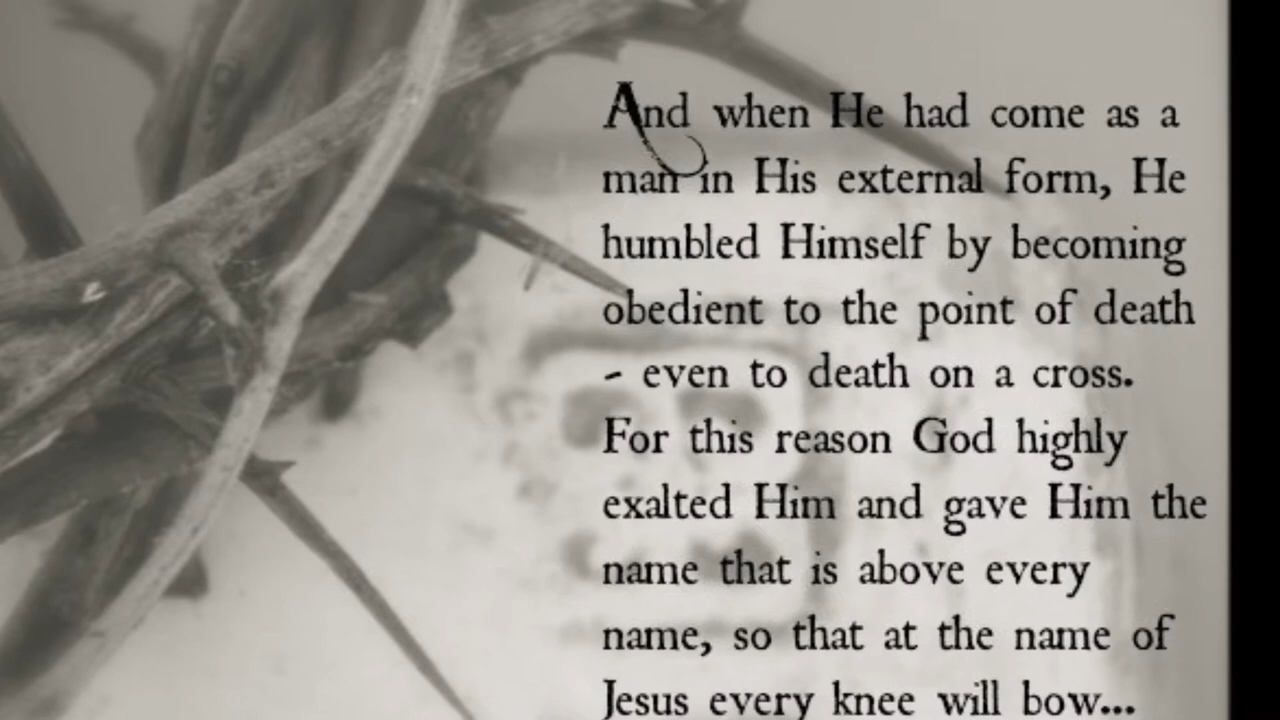 And when He had come as a
man in His external form, He
humbled Himself by becoming
obedient to the point of death
- even to death on a cross.
For this reason God highly
exalted Him and gave Him the
name that is above every
name, so that at the name of
Jesus every knee will bow...